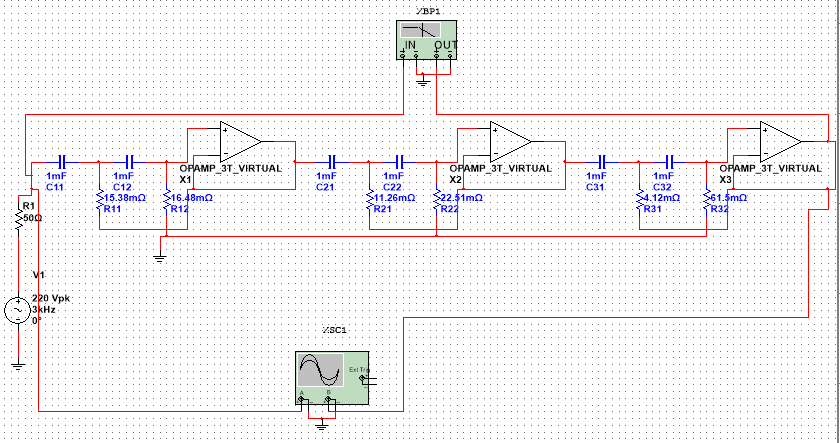 XBP1
IN OUT
OPAMP_3T_VIRTUAL
X1
OPAMP_3T_VIRTUAL
X2
OPAMP_3T_VIRTUAL
X3
1mF
C11
1mF
C12
1mF
C21
1mF
C22
1mF
C31
1mF
C32
15.38mΩ
R11
16.48mΩ
R12
11.26mΩ
R21
22.51mΩ
R22
4.12mΩ
R31
61.5mΩ
R32
R1
50Ω
V1
220 Vpk
3kHz
0°
XSC1
Ext Trig
A B